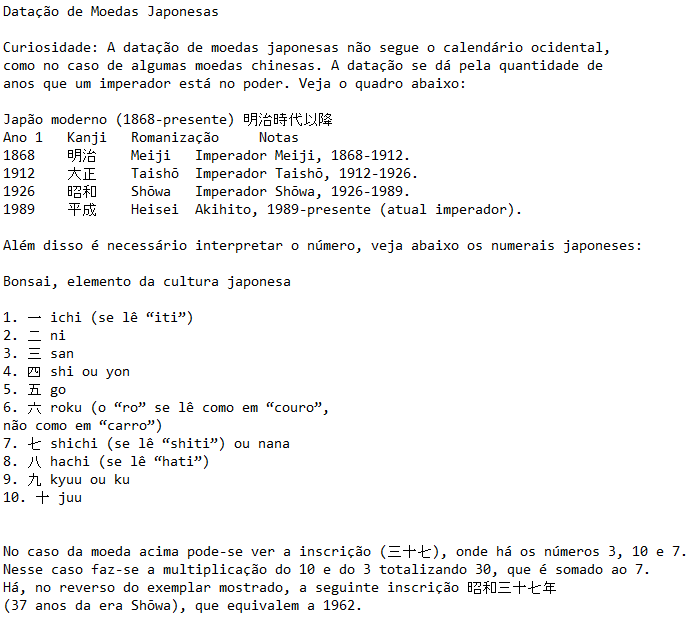 Datação de Moedas Japonesas
Curiosidade: A datação de moedas japonesas não segue o calendário ocidental,
como no caso de algumas moedas chinesas. A datação se dá pela quantidade de
anos que um imperador está no poder. Veja o quadro abaixo:
Japão moderno (1868-presente) 明治時代以降
Ano 1 Kanji Romanização Notas
1868 明治 Meiji Imperador Meiji, 1868-1912.
1912 大正 Taishō Imperador Taishō, 1912-1926.
1926 昭和 Shōwa Imperador Shōwa, 1926-1989.
1989 平成 Heisei Akihito, 1989-presente (atual imperador).
Além disso é necessário interpretar o número, veja abaixo os numerais japoneses:
Bonsai, elemento da cultura japonesa
1. 一 ichi (se lê “iti”)
2. 二 ni
3. 三 san
4. 四 shi ou yon
5. 五 go
6. 六 roku (o “ro” se lê como em “couro”,
não como em “carro”)
7. 七 shichi (se lê “shiti”) ou nana
8. 八 hachi (se lê “hati”)
9. 九 kyuu ou ku
10. 十 juu
No caso da moeda acima pode-se ver a inscrição (三十七), onde há os números 3, 10 e 7.
Nesse caso faz-se a multiplicação do 10 e do 3 totalizando 30, que é somado ao 7.
Há, no reverso do exemplar mostrado, a seguinte inscrição 昭和三十七年
(37 anos da era Shōwa), que equivalem a 1962.